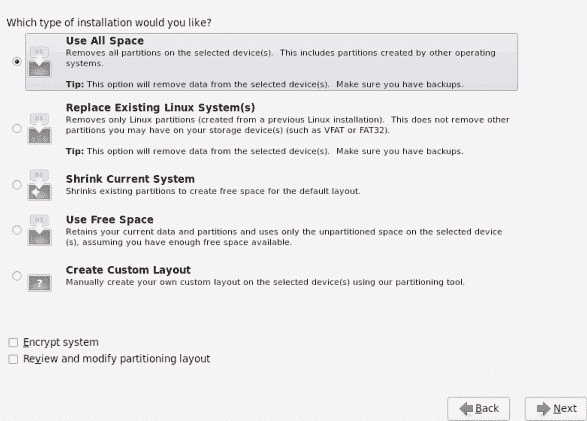 Which type of installation would you like?
Use All Space
Removes all partitions on the selected device(s). This includes partitions created by other operating
systems.
Tip: This option will remove data from the selected device(s). Make sure you have backups.
Replace Existing Linux System(s)
Removes only Linux partitions (created from a previous Linux installation). This does not remove other
partitions you may have on your storage device(s) (such as VFAT or FAT32).
Tip: This option will remove data from the selected device(s). Make sure you have backups.
Shrink Current System
Shrinks existing partitions to create free space for the default layout.
Use Free Space
Retains your current data and partitions and uses only the unpartitioned space on the selected device
(s), assuming you have enough free space available.
?
Create Custom Layout
Manually create your own custom layout on the selected device(s) using our partitioning tool.
Encrypt system
Review and modify partitioning layout
Back
Next